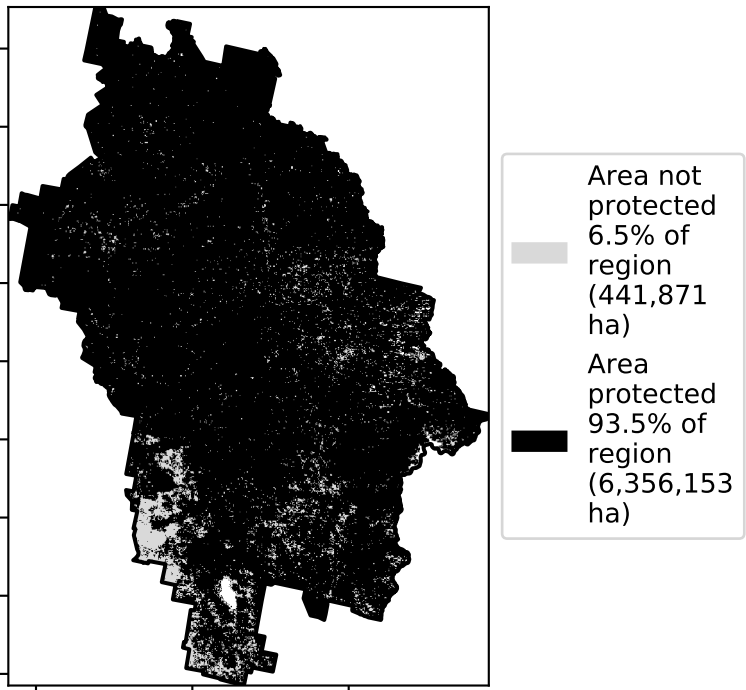 Area not
protected
6.5% of
region
(441,871
ha)
Area
protected
93.5% of
region
(6,356,153
ha)